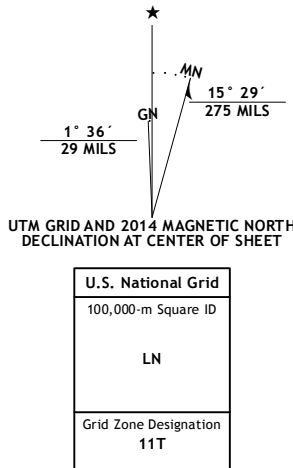 MN
GN
15° 29´
275 MILS
1° 36´
29 MILS
UTM GRID AND 2014 MAGNETIC NORTH
DECLINATION AT CENTER OF SHEET
U.S. National Grid
100,000-m Square ID
LN
Grid Zone Designation
11T